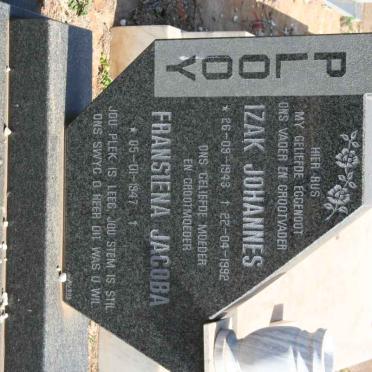 PLOOY
HIER RUS
MY GELIEFDE EGGENOOT
ONS VADER EN GROOTVADER
IZAK JOHANNES
* 26-09-1943 † 22-04-1992
ONS GELIEFDE MOEDER
EN GROOTMOEDER
FRANSIENA JACOBA
* 05-01-1947 †
JOU PLEK IS LEEG JOU STEM IS STIL
ONS SWYG O HEER DIT WAS U WIL